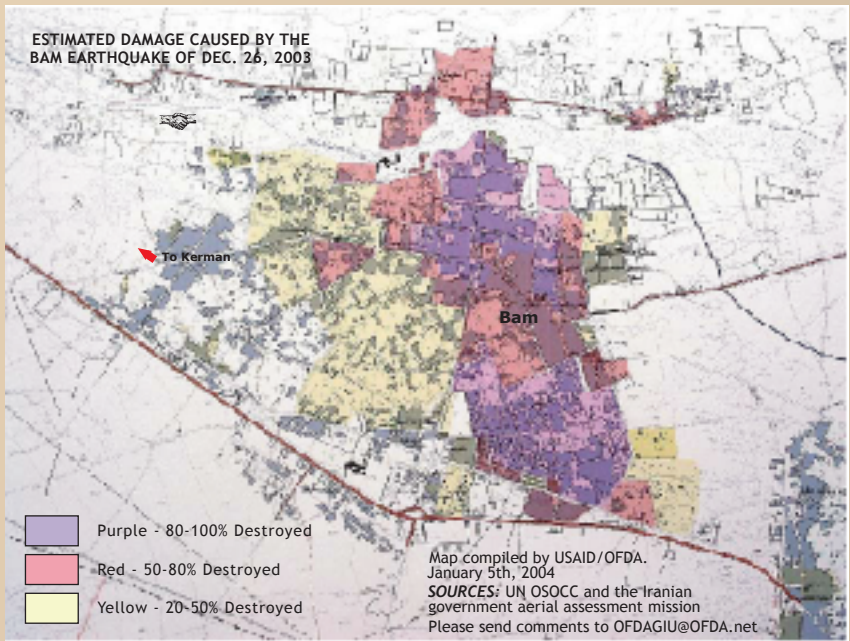 ESTIMATED DAMAGE CAUSED BY THE
BAM EARTHQUAKE OF DEC. 26, 2003
To Kerman
Bam
Purple - 80-100% Destroyed
Red - 50-80% Destroyed
Yellow - 20-50% Destroyed
Map compiled by USAID/OFDA.
January 5th, 2004
SOURCES: UN OSOCC and the Iranian
government aerial assessment mission
Please send comments to OFDAGIU@OFDA.net